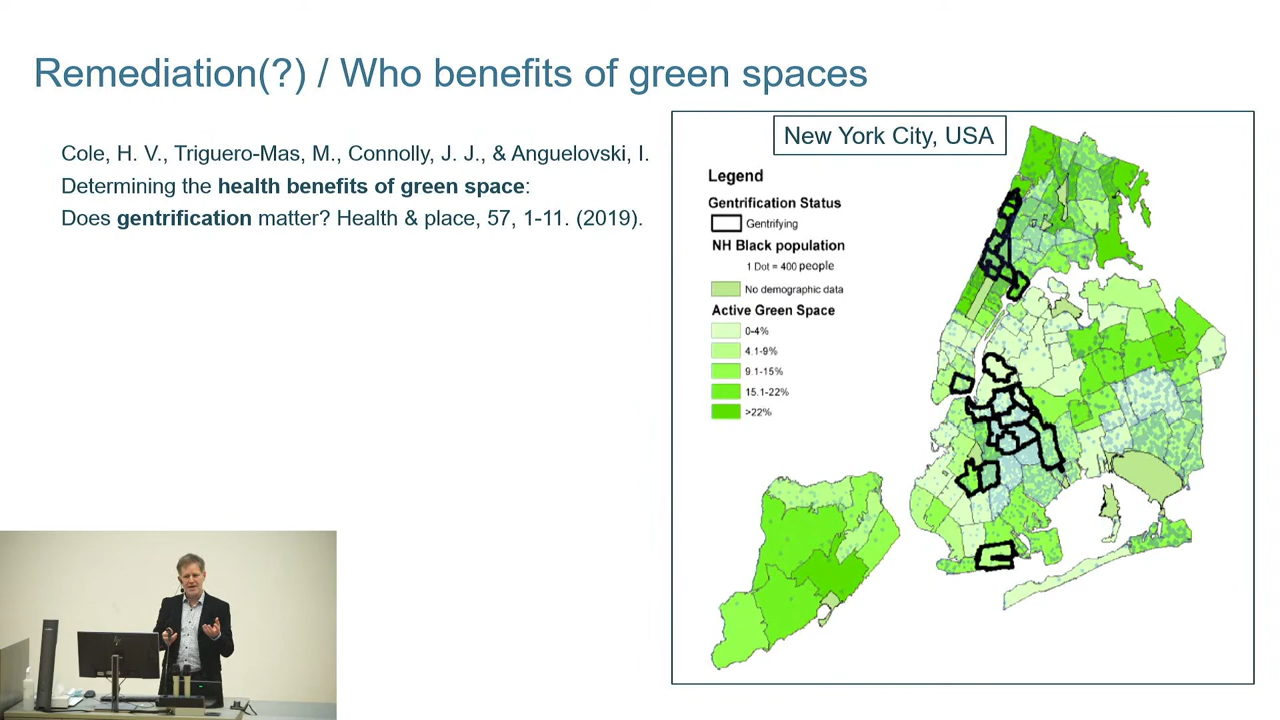 Remediation(?) / Who benefits of green spaces
Cole, H. V., Triguero-Mas, M., Connolly, J. J., & Anguelovski, I.
Determining the health benefits of green space:
Does gentrification matter? Health & place, 57, 1-11. (2019).
New York City, USA
Legend
Gentrification Status
Gentrifying
NH Black population
1 Dot = 400 people
No demographic data
Active Green Space
0-4%
4.1-9%
9.1-15%
15.1-22%
>22%